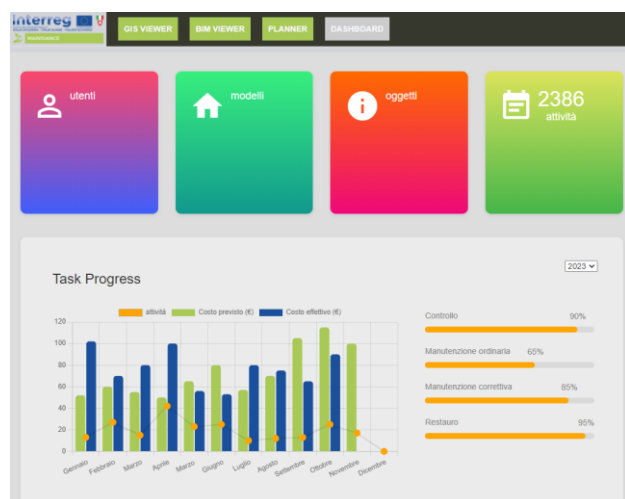 Interreg
GIS VIEWER
BIM VIEWER
PLANNER
DASHBOARD
utenti
modelli
oggetti
2386
attività
Task Progress
2023
attività
Costo previsto (€)
Costo effettivo (€)
120
100
80
60
40
20
0
Gennaio
Febbraio
Marzo
Aprile
Marzo
Giugno
Luglio
Agosto
Settembre
Ottobre
Novembre
Dicembre
Controllo 90%
Manutenzione ordinaria 65%
Manutenzione correttiva 85%
Restauro 95%